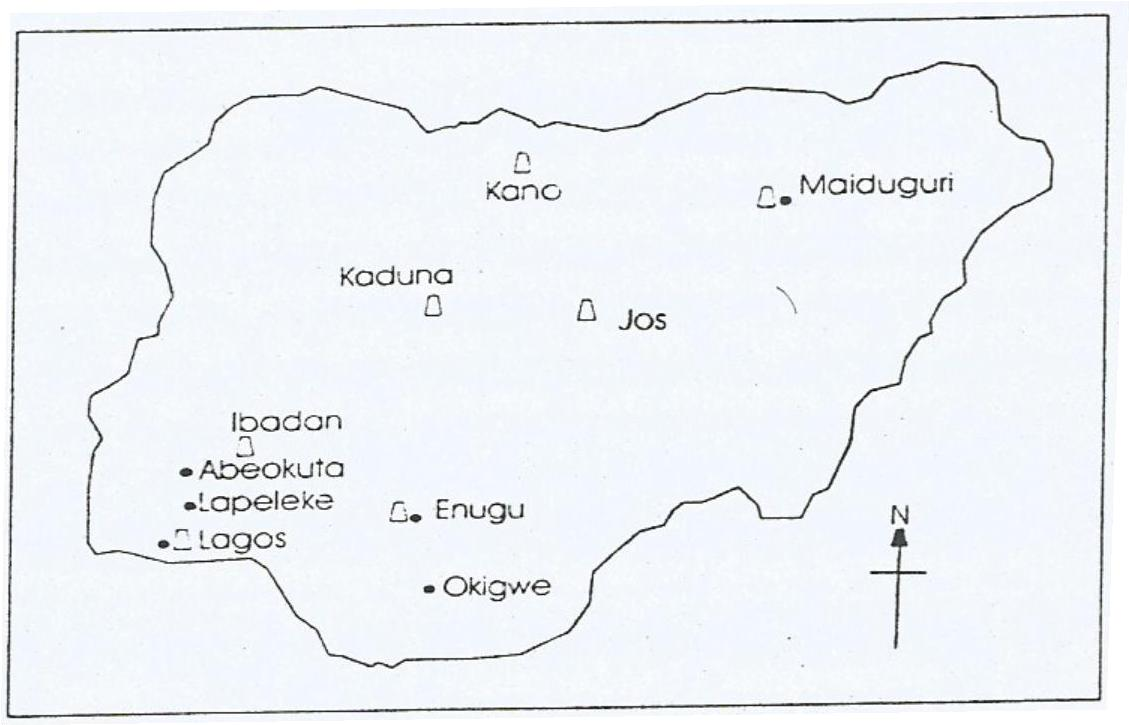 Kano
Maiduguri
Kaduna
Jos
Ibadan
Abeokuta
Lapeleke
Enugu
N
Lagos
Okigwe